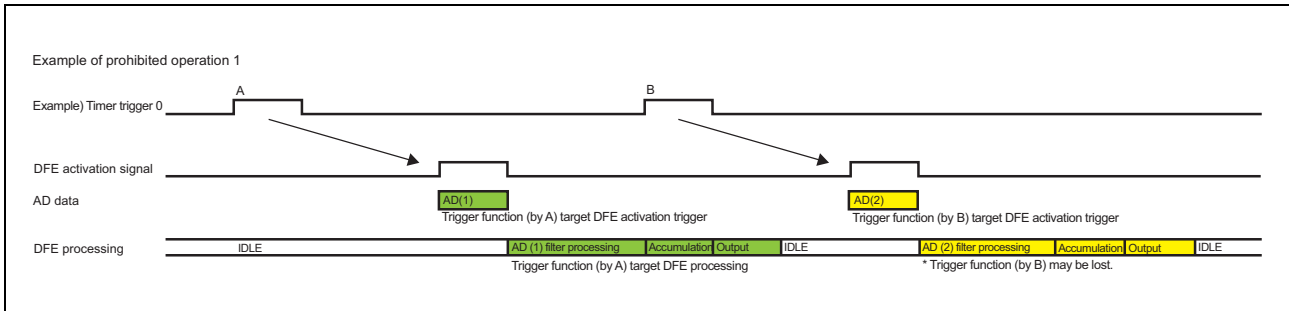 Example of prohibited operation 1
A
B
Example) Timer trigger 0
DFE activation signal
AD data
AD(1)
AD(2)
Trigger function (by A) target DFE activation trigger
Trigger function (by B) target DFE activation trigger
DFE processing
IDLE
AD (1) filter processing
Accumulation
Output
IDLE
AD (2) filter processing
Accumulation
Output
IDLE
Trigger function (by A) target DFE processing
* Trigger function (by B) may be lost.